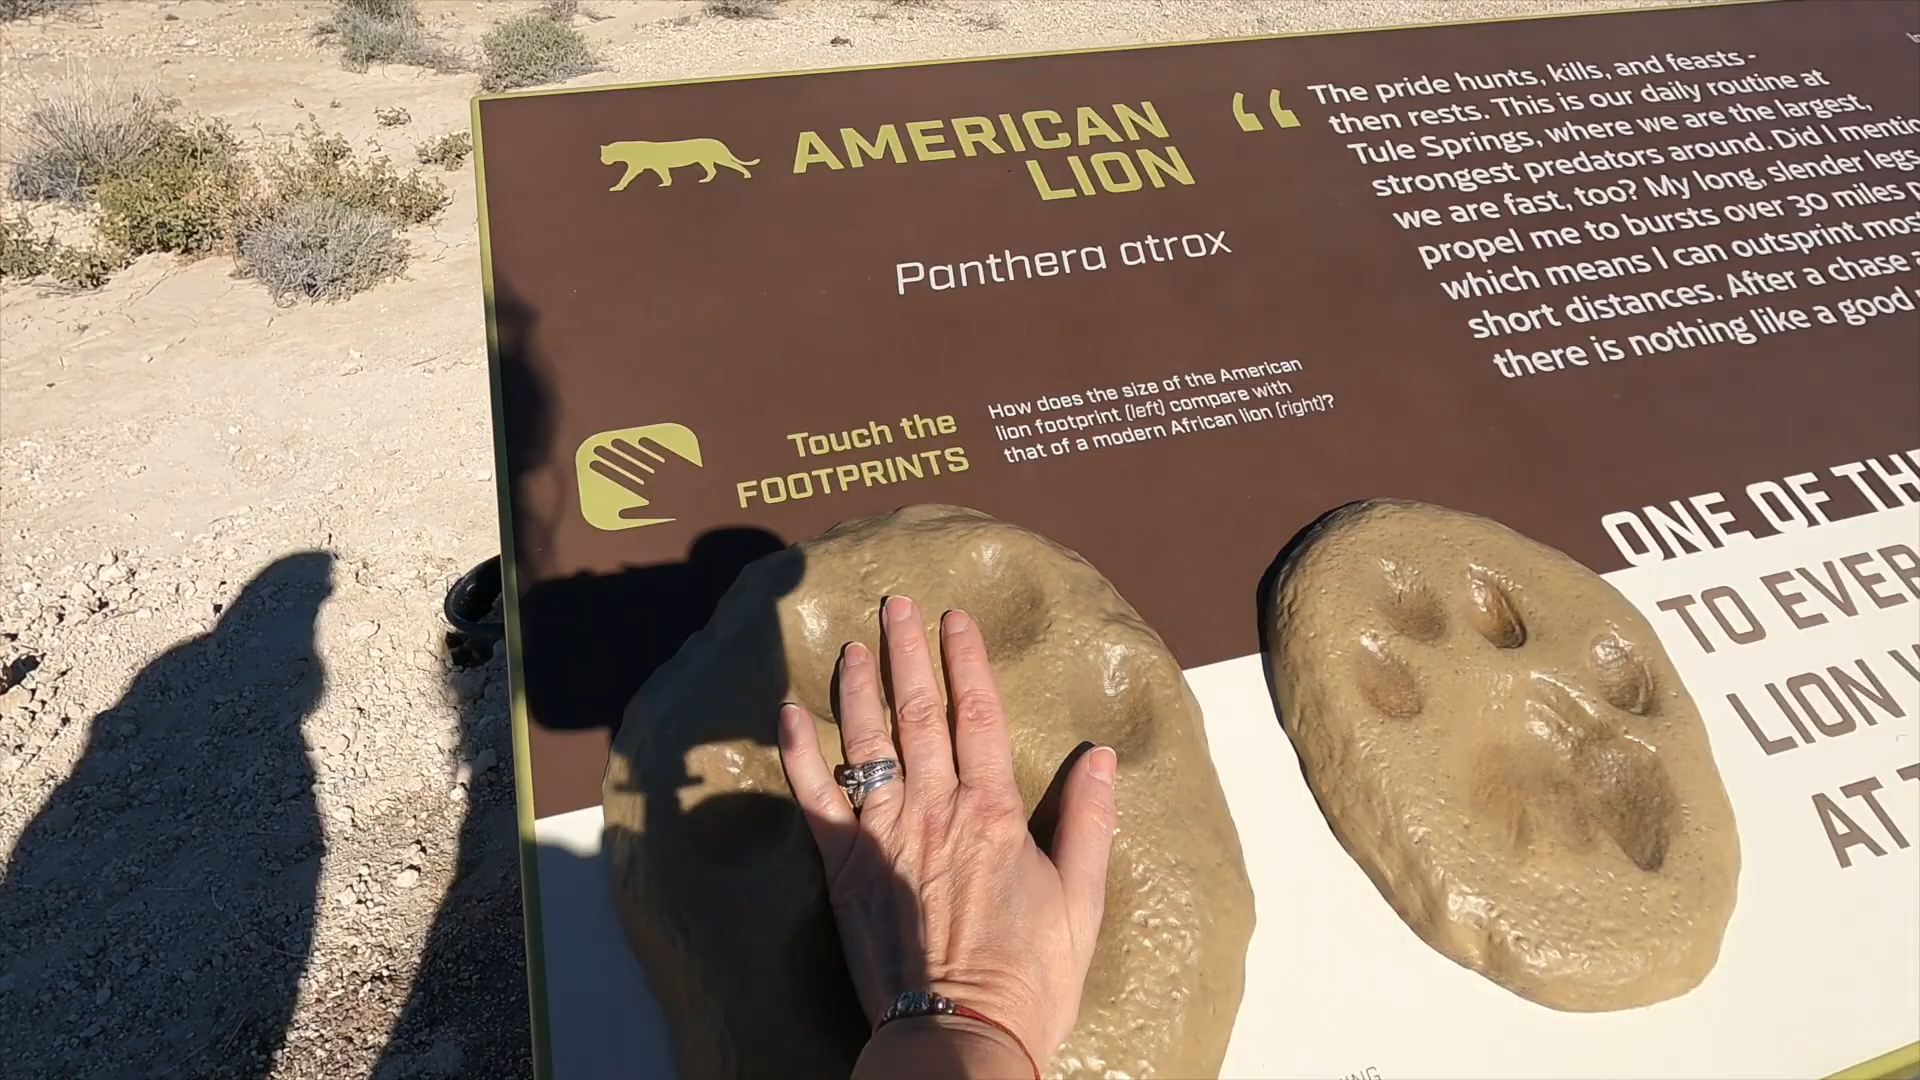 AMERICAN
LION
Panthera atrox
“ The pride hunts, kills, and feasts -
then rests. This is our daily routine at
Tule Springs, where we are the largest,
strongest predators around. Did I
we are fast, too? My long, slender legs
propel me to bursts over 30 miles
which means I can outsprint
short distances. After a chase
there is nothing like a good
Touch the
FOOTPRINTS
How does the size of the American
lion footprint (left) compare with
that of a modern African lion (right)?
ONE OF
TO
LION
AT